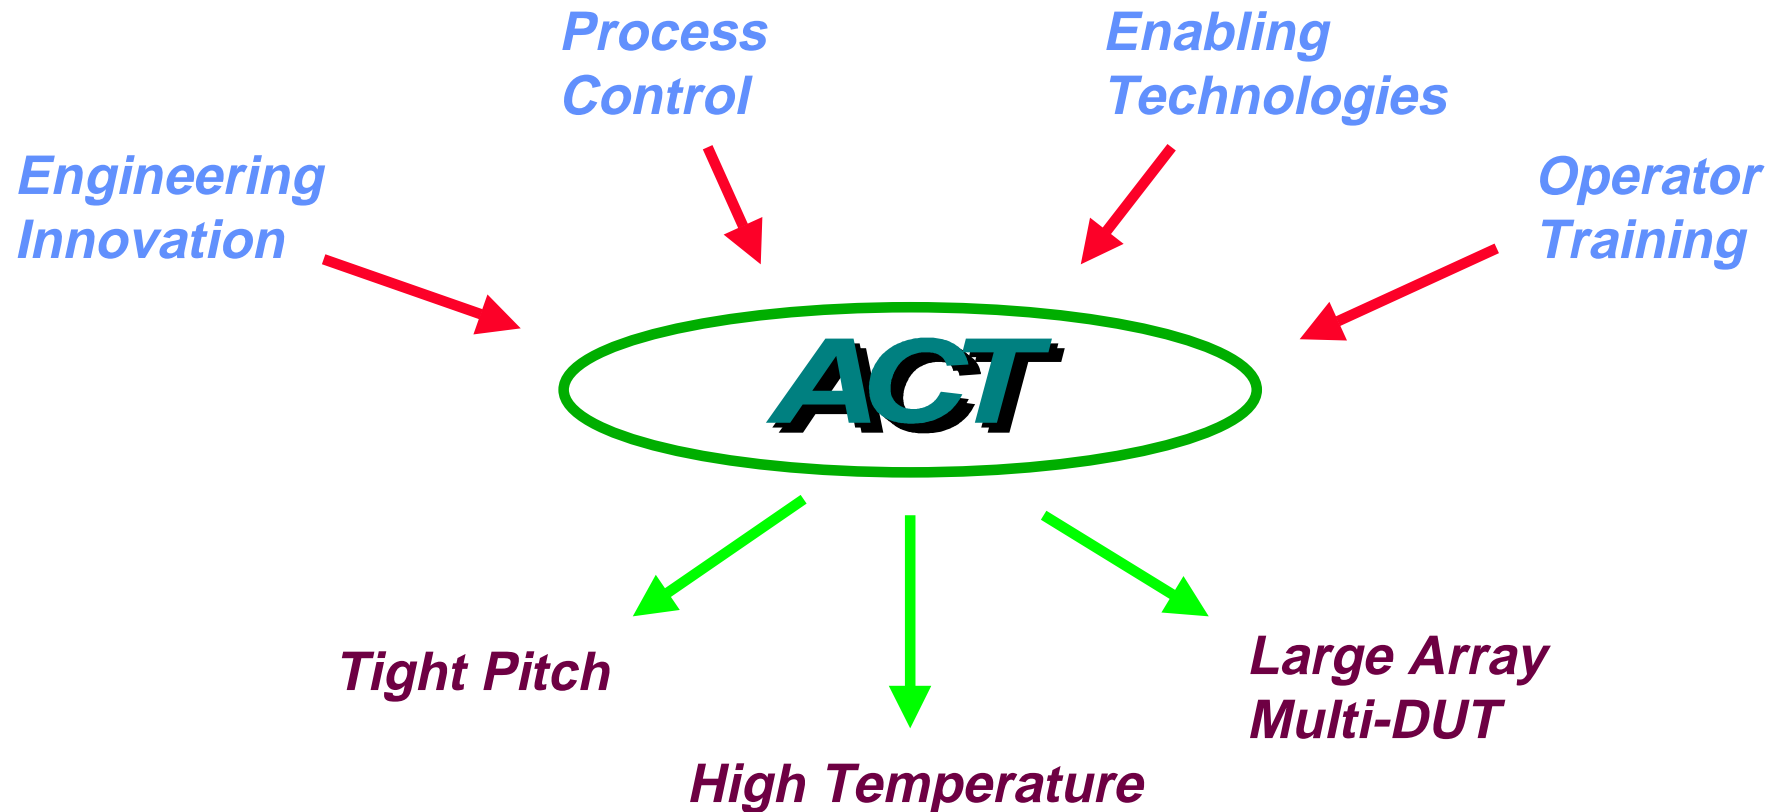 Process
Control
Enabling
Technologies
Engineering
Innovation
Operator
Training
ACT
Tight Pitch
Large Array
Multi-DUT
High Temperature